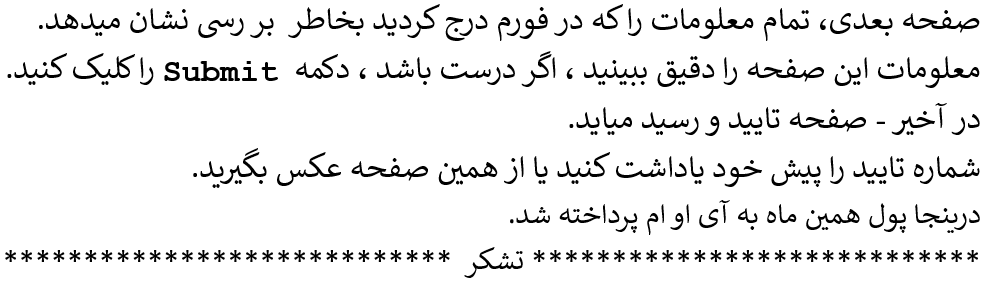 صفحه بعدی، تمام معلومات را که در فورم درج کردید بخاطر بر رسی نشان میدهد.
معلومات این صفحه را دقیق ببینید ، اگر درست باشد ، دکمه Submit را کلیک کنید.
در آخیر - صفحه تایید و رسید میاید.
شماره تایید را پیش خود یاداشت کنید یا از همین صفحه عکس بگیرید.
درینجا پول همین ماه به آی او ام پرداخته شد.
**************************** تشکر ****************************